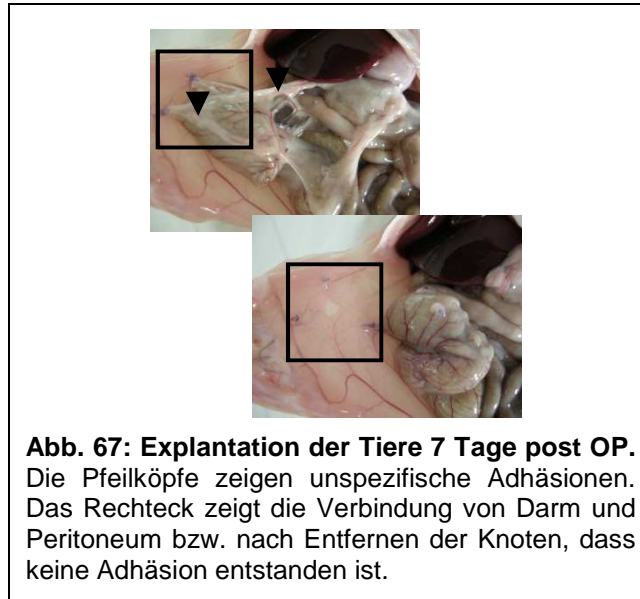 Abb. 67: Explantation der Tiere 7 Tage post OP.
Die Pfeilköpfe zeigen unspezifische Adhäsionen.
Das Rechteck zeigt die Verbindung von Darm und
Peritoneum bzw. nach Entfernen der Knoten, dass
keine Adhäsion entstanden ist.